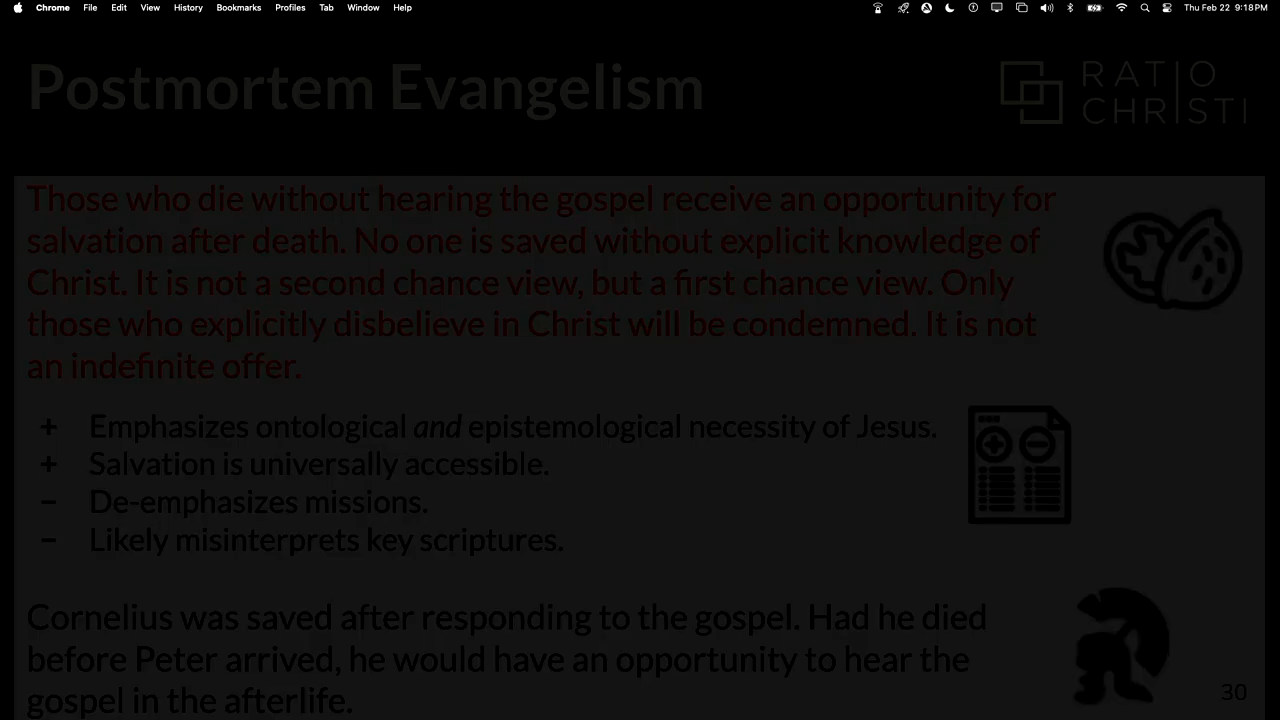 Chrome File Edit View History Bookmarks Profiles Tab Window Help Thu Feb 22 9:18 PM
Postmortem Evangelism
RATIO
CHRISTI
Those who die without hearing the gospel receive an opportunity for
salvation after death. No one is saved without explicit knowledge of
Christ. It is not a second chance view, but a first chance view. Only
those who explicitly disbelieve in Christ will be condemned. It is not
an indefinite offer.
+ Emphasizes ontological and epistemological necessity of Jesus.
+ Salvation is universally accessible.
− De-emphasizes missions.
− Likely misinterprets key scriptures.
Cornelius was saved after responding to the gospel. Had he died
before Peter arrived, he would have an opportunity to hear the
gospel in the afterlife.
30